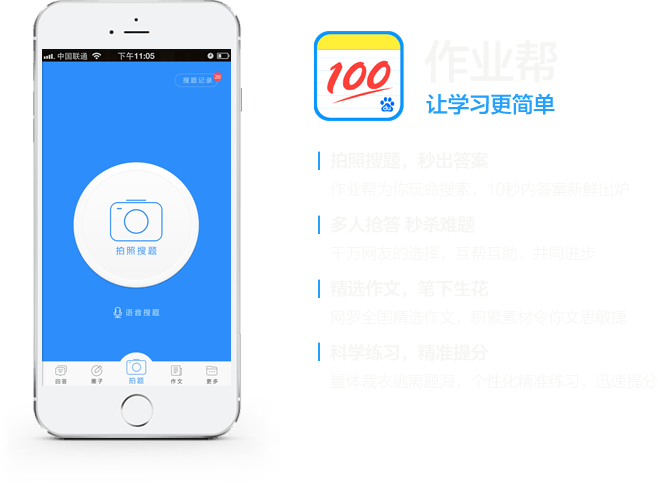 中国联通 下午11:05
搜题记录 20
拍照搜题
语音搜题
回答 圈子 拍题 作文 更多
100
作业帮
让学习更简单
拍照搜题，秒出答案
作业帮为你玩命搜索，10秒内答案新鲜出炉
多人抢答 秒杀难题
千万网友的选择，互帮互助，共同进步
精选作文，笔下生花
网罗全国精选作文，积累素材令你文思敏捷
科学练习，精准提分
量体裁衣逃离题海，个性化精准练习，迅速提分